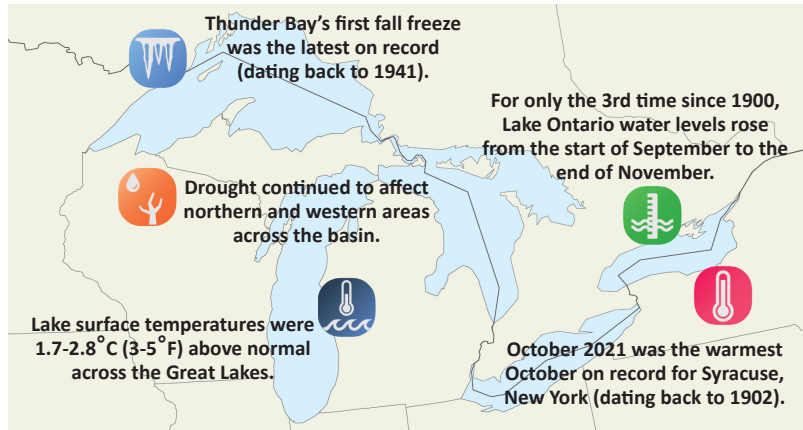 Thunder Bay’s first fall freeze
was the latest on record
(dating back to 1941).
For only the 3rd time since 1900,
Lake Ontario water levels rose
from the start of September to the
end of November.
Drought continued to affect
northern and western areas
across the basin.
Lake surface temperatures were
1.7-2.8°C (3-5°F) above normal
across the Great Lakes.
October 2021 was the warmest
October on record for Syracuse,
New York (dating back to 1902).